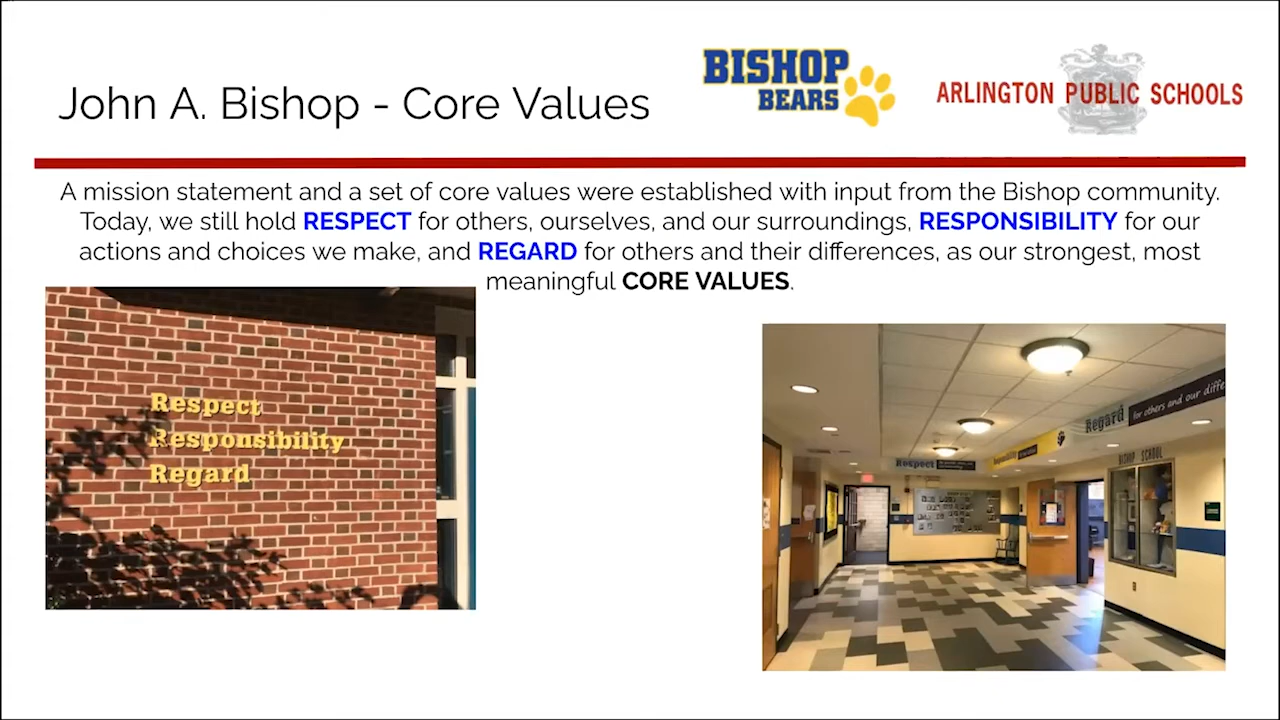 John A. Bishop - Core Values
BISHOP
BEARS
ARLINGTON PUBLIC SCHOOLS
A mission statement and a set of core values were established with input from the Bishop community.
Today, we still hold RESPECT for others, ourselves, and our surroundings, RESPONSIBILITY for our
actions and choices we make, and REGARD for others and their differences, as our strongest, most
meaningful CORE VALUES.
Respect
Responsibility
Regard
Respect
Responsibility
Regard for others and our diffe
BISHOP SCHOOL